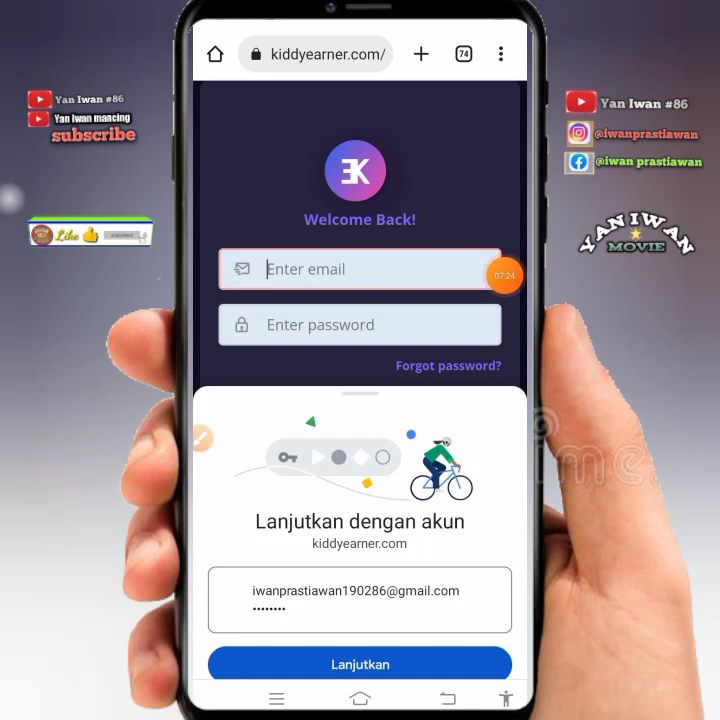 kiddyearner.com/
74
Yan Iwan #86
Yan Iwan mancing
subscribe
Like
SUBSCRIBE
Yan Iwan #86
@iwanprastiawan
@iwan prastiawan
YAN IWAN
MOVIE
EK
Welcome Back!
Enter email
07:24
Enter password
Forgot password?
Lanjutkan dengan akun
kiddyearner.com
iwanprastiawan190286@gmail.com
••••••••
Lanjutkan